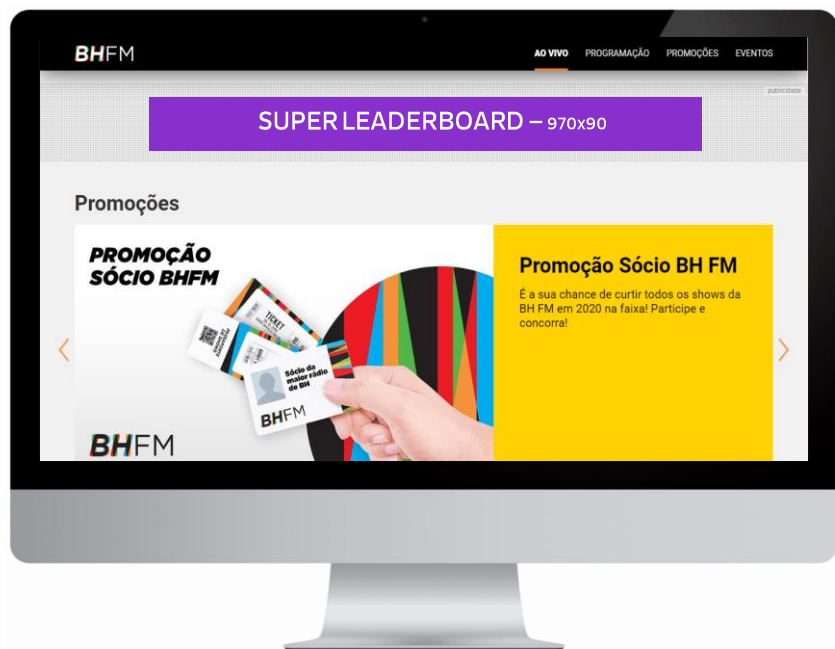 BHFM
AO VIVO PROGRAMAÇÃO PROMOÇÕES EVENTOS
publicidade
SUPER LEADERBOARD – 970x90
Promoções
PROMOÇÃO
SÓCIO BHFM
TICKET
Sócio da
maior rádio
de BH
BHFM
BHFM
Promoção Sócio BH FM
É a sua chance de curtir todos os shows da
BH FM em 2020 na faixa! Participe e
concorra!